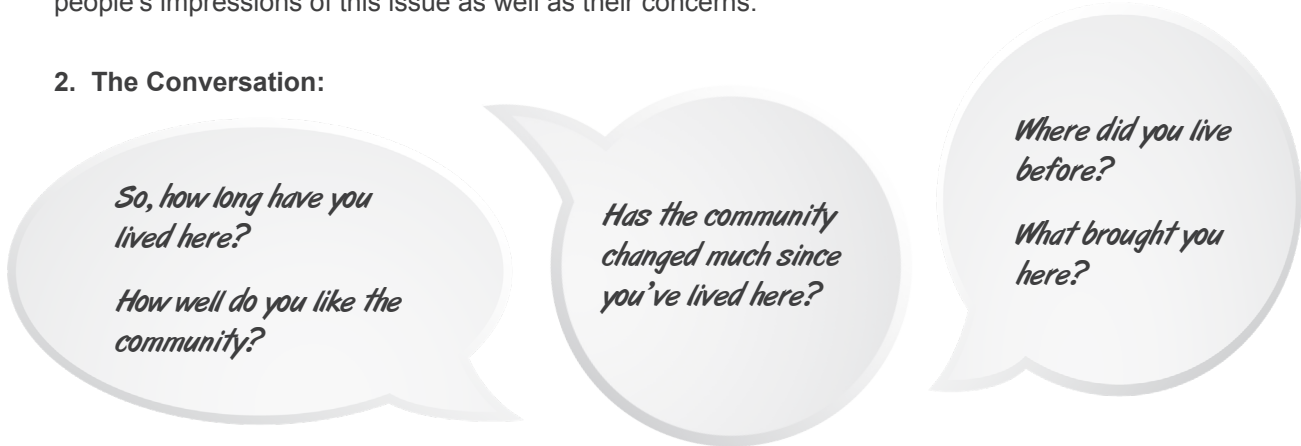 people's impressions of this issue as well as their concerns.
2. The Conversation:
So, how long have you
lived here?
How well do you like the
community?
Has the community
changed much since
you've lived here?
Where did you live
before?
What brought you
here?